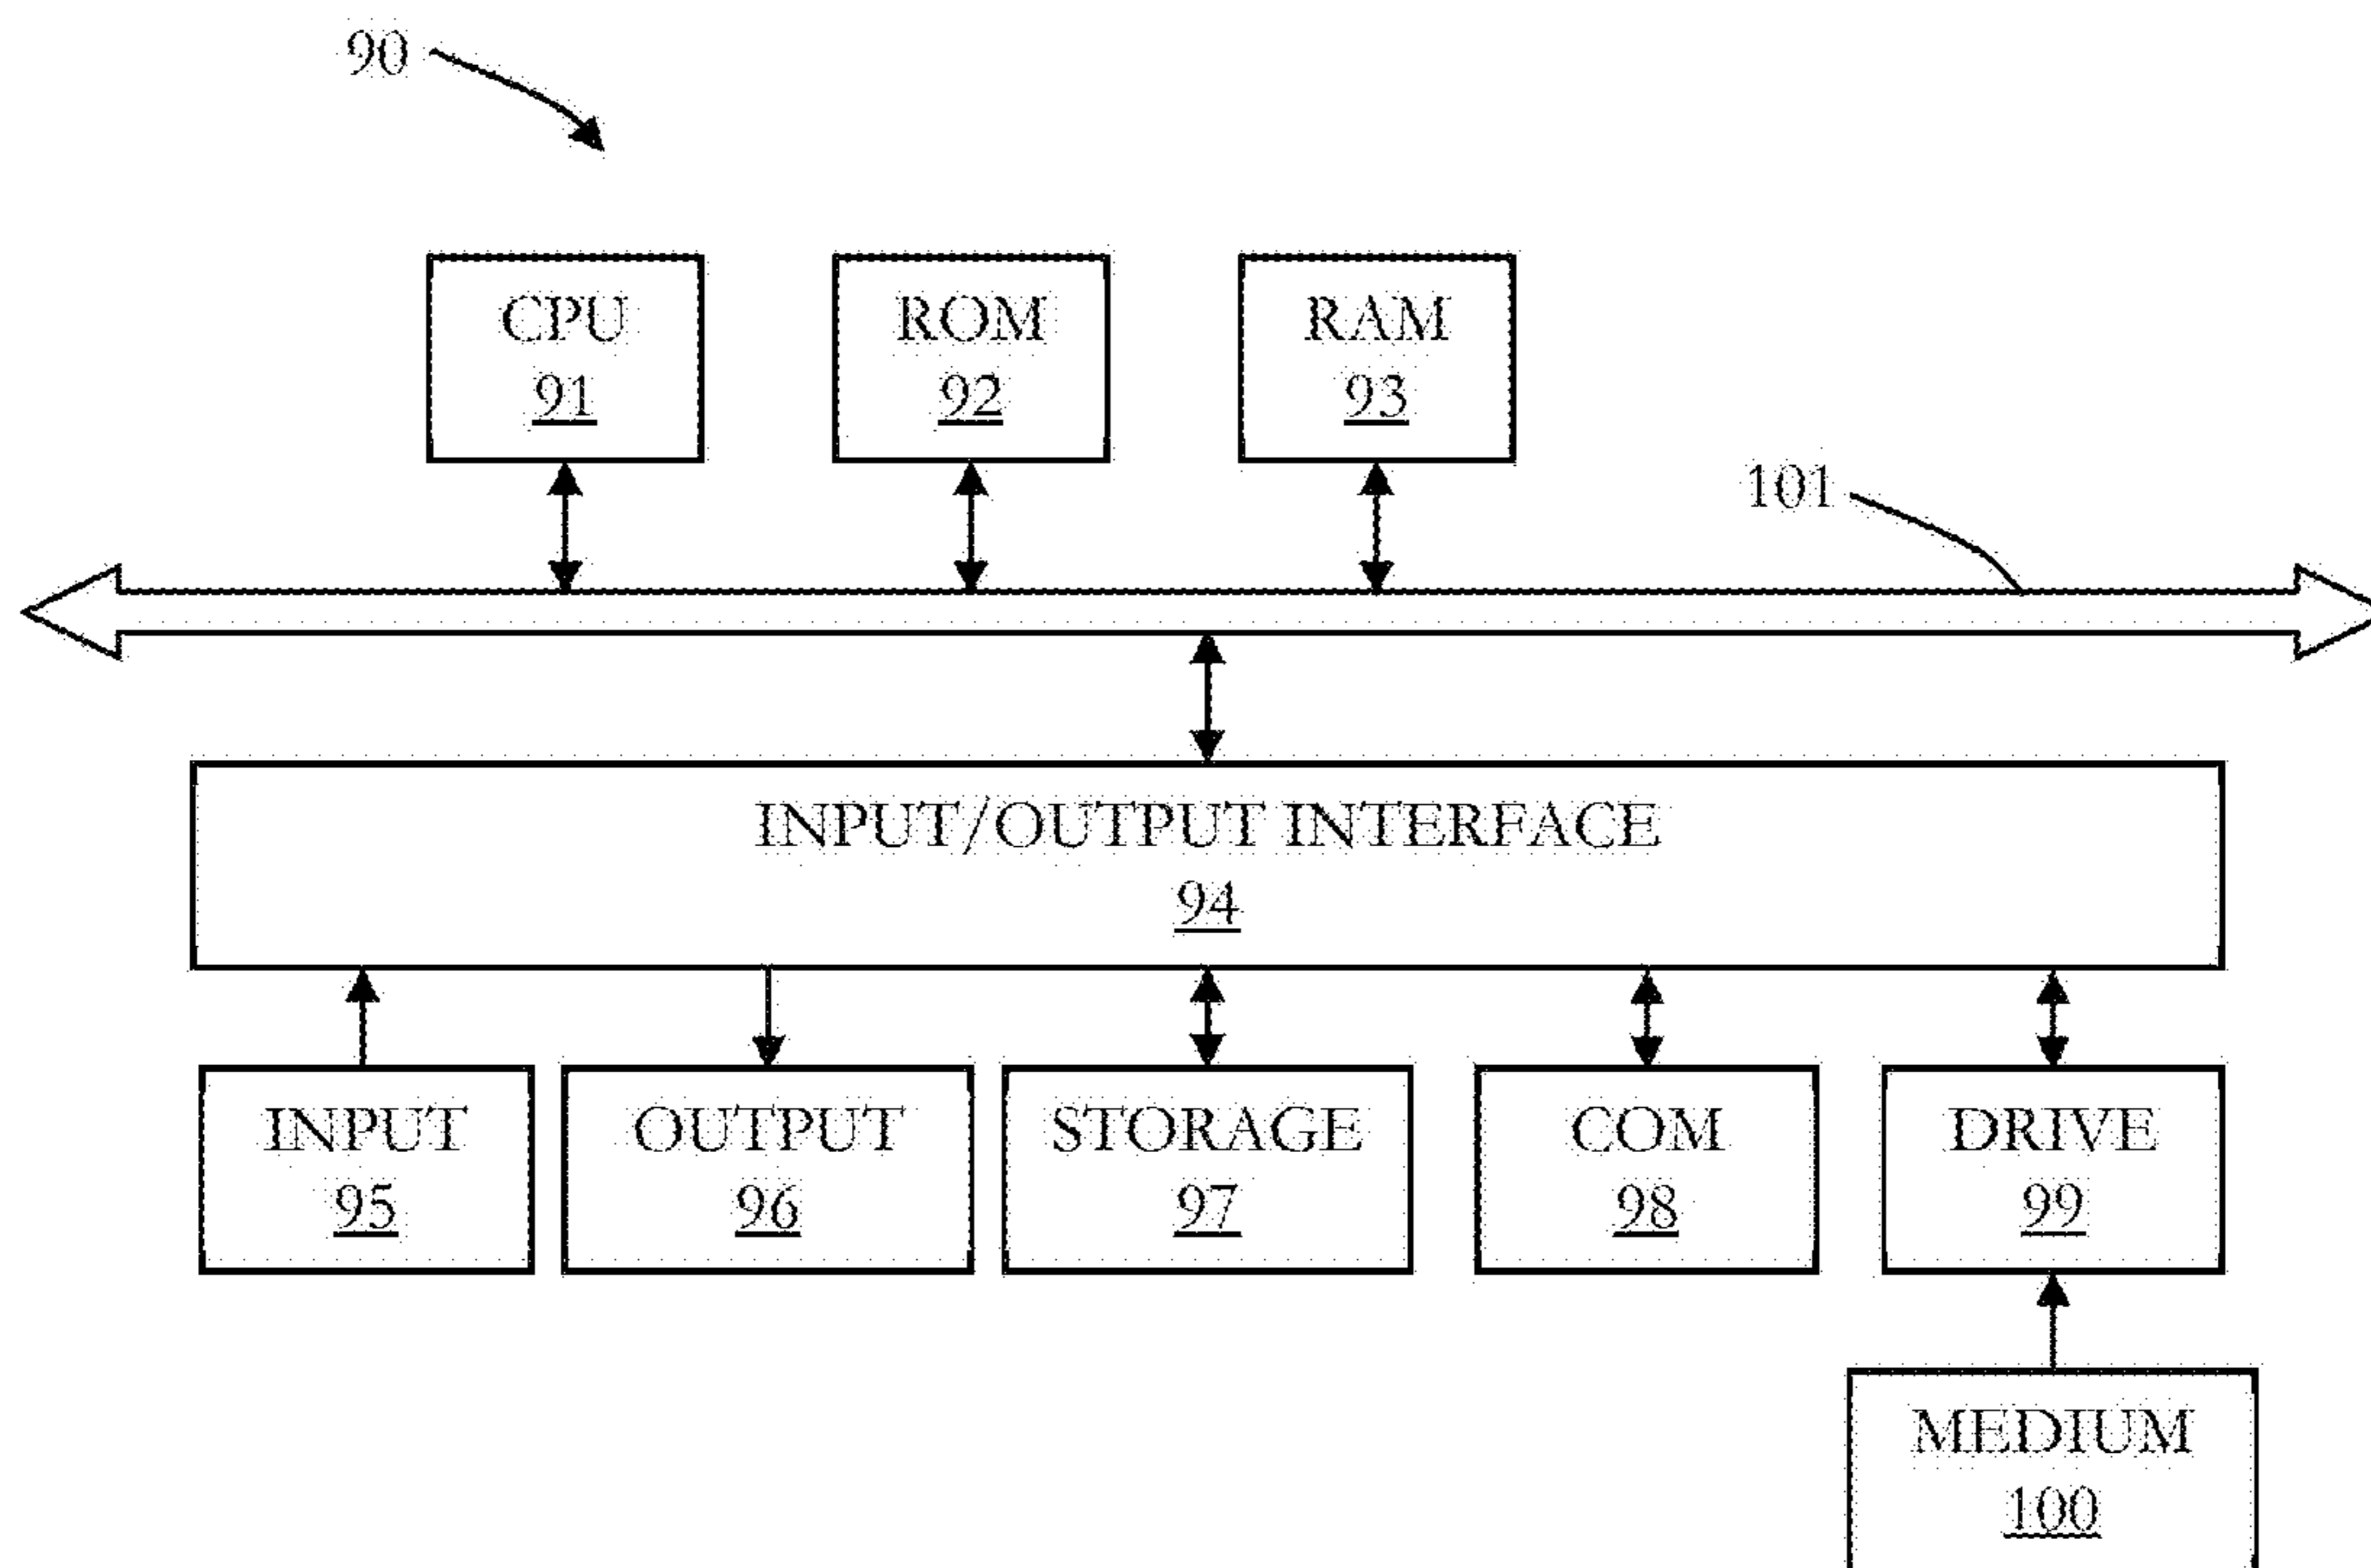 90
CPU
91
ROM
92
RAM
93
101
INPUT/OUTPUT INTERFACE
94
INPUT
95
OUTPUT
96
STORAGE
97
COM
98
DRIVE
99
MEDIUM
100